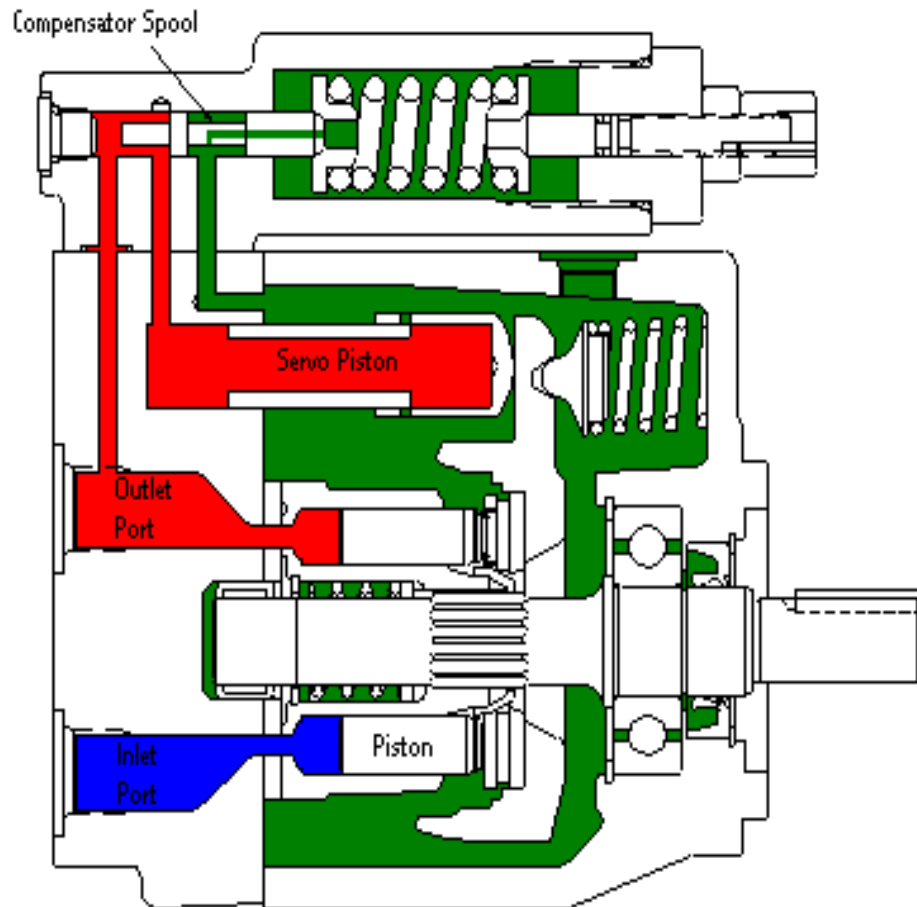 Compensator Spool
Servo Piston
Outlet
Port
Piston
Inlet
Port